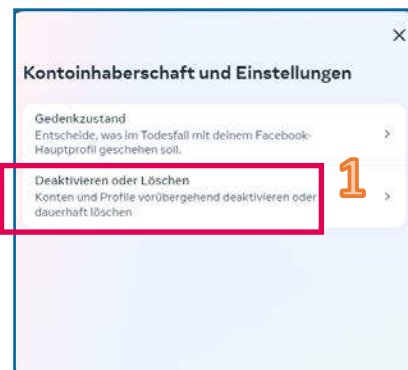 Kontoinhaberschaft und Einstellungen
Gedenkzustand
Entscheide, was im Todesfall mit deinem Facebook-
Hauptprofil geschehen soll.
Deaktivieren oder Löschen
Konten und Profile vorübergehend deaktivieren oder
dauerhaft löschen
1